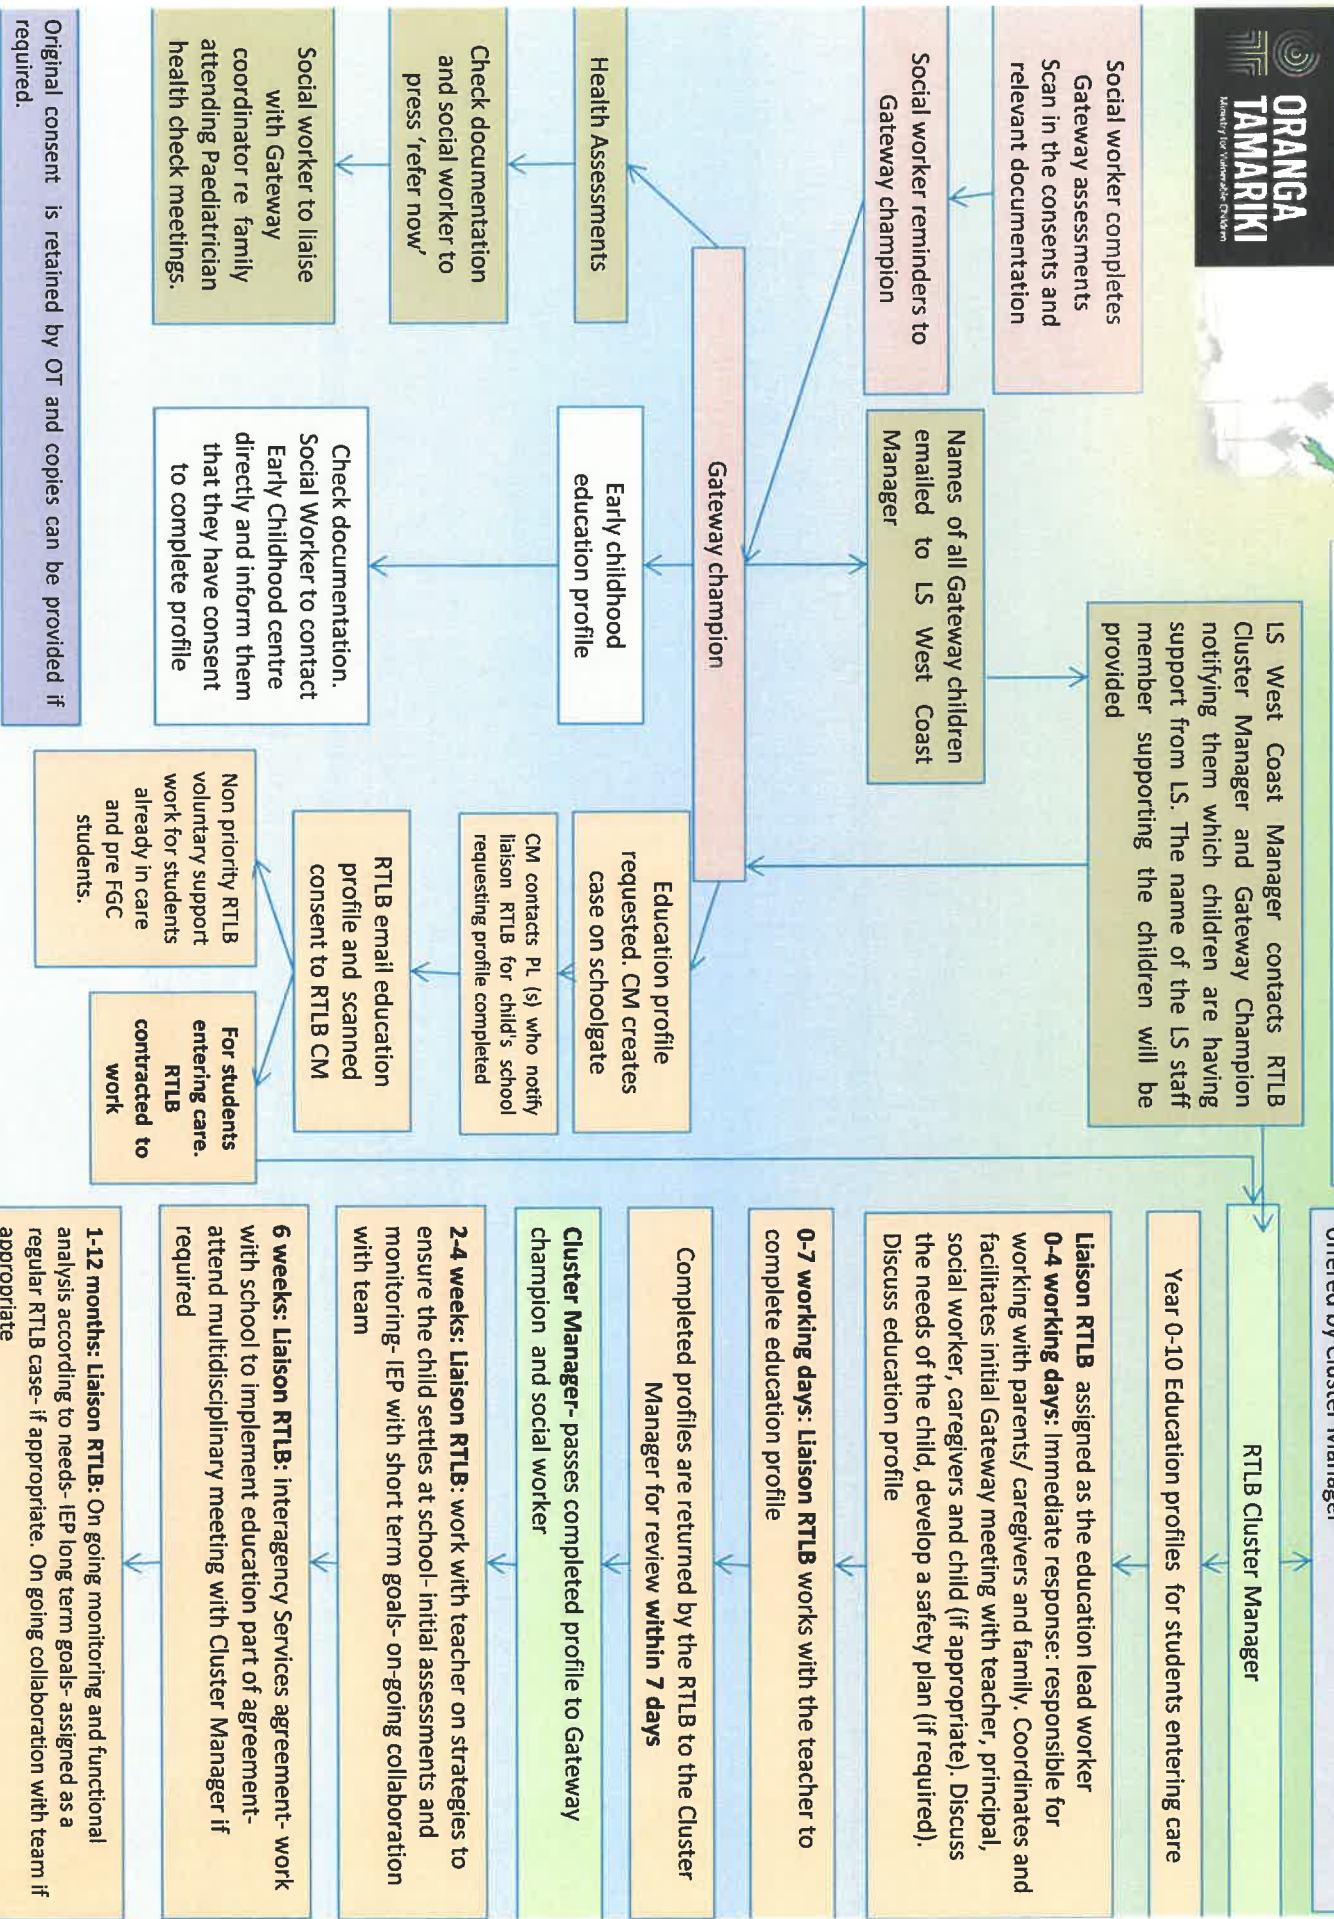 ORANGA
TAMARIKI
Ministry for Vulnerable Children
Social worker completes
Gateway assessments
Scan in the consents and
relevant documentation
Social worker reminders to
Gateway champion
Names of all Gateway children
emailed to LS West Coast
Manager
LS West Coast Manager contacts RTLB
Cluster Manager and Gateway Champion
notifying them which children are having
support from LS. The name of the LS staff
member supporting the children will be
provided
Gateway champion
Health Assessments
Check documentation
and social worker to
press 'refer now'
Social worker to liaise
with Gateway
coordinator re family
attending Paediatrician
health check meetings.
Early childhood
education profile
Check documentation.
Social Worker to contact
Early Childhood centre
directly and inform them
that they have consent
to complete profile
Education profile
requested. CM creates
case on schoolgate
CM contacts PL (s) who notify
liaison RTLB for child's school
requesting profile completed
RTLB email education
profile and scanned
consent to RTLB CM
Non priority RTLB
voluntary support
work for students
already in care
and pre FGC
students.
For students
entering care.
RTLB
contracted to
work
Original consent is retained by OT and copies can be provided if
required.
offered by Cluster Manager
RTLB Cluster Manager
Year 0-10 Education profiles for students entering care
Liaison RTLB assigned as the education lead worker
0-4 working days: Immediate response: responsible for
working with parents/ caregivers and family. Coordinates and
facilitates initial Gateway meeting with teacher, principal,
social worker, caregivers and child (if appropriate). Discuss
the needs of the child, develop a safety plan (if required).
Discuss education profile
0-7 working days: Liaison RTLB works with the teacher to
complete education profile
Completed profiles are returned by the RTLB to the Cluster
Manager for review within 7 days
Cluster Manager- passes completed profile to Gateway
champion and social worker
2-4 weeks: Liaison RTLB: work with teacher on strategies to
ensure the child settles at school- initial assessments and
monitoring- IEP with short term goals- on-going collaboration
with team
6 weeks: Liaison RTLB: interagency Services agreement- work
with school to implement education part of agreement-
attend multidisciplinary meeting with Cluster Manager if
required
1-12 months: Liaison RTLB: On going monitoring and functional
analysis according to needs- IEP long term goals- assigned as a
regular RTLB case- if appropriate. On going collaboration with team if
appropriate